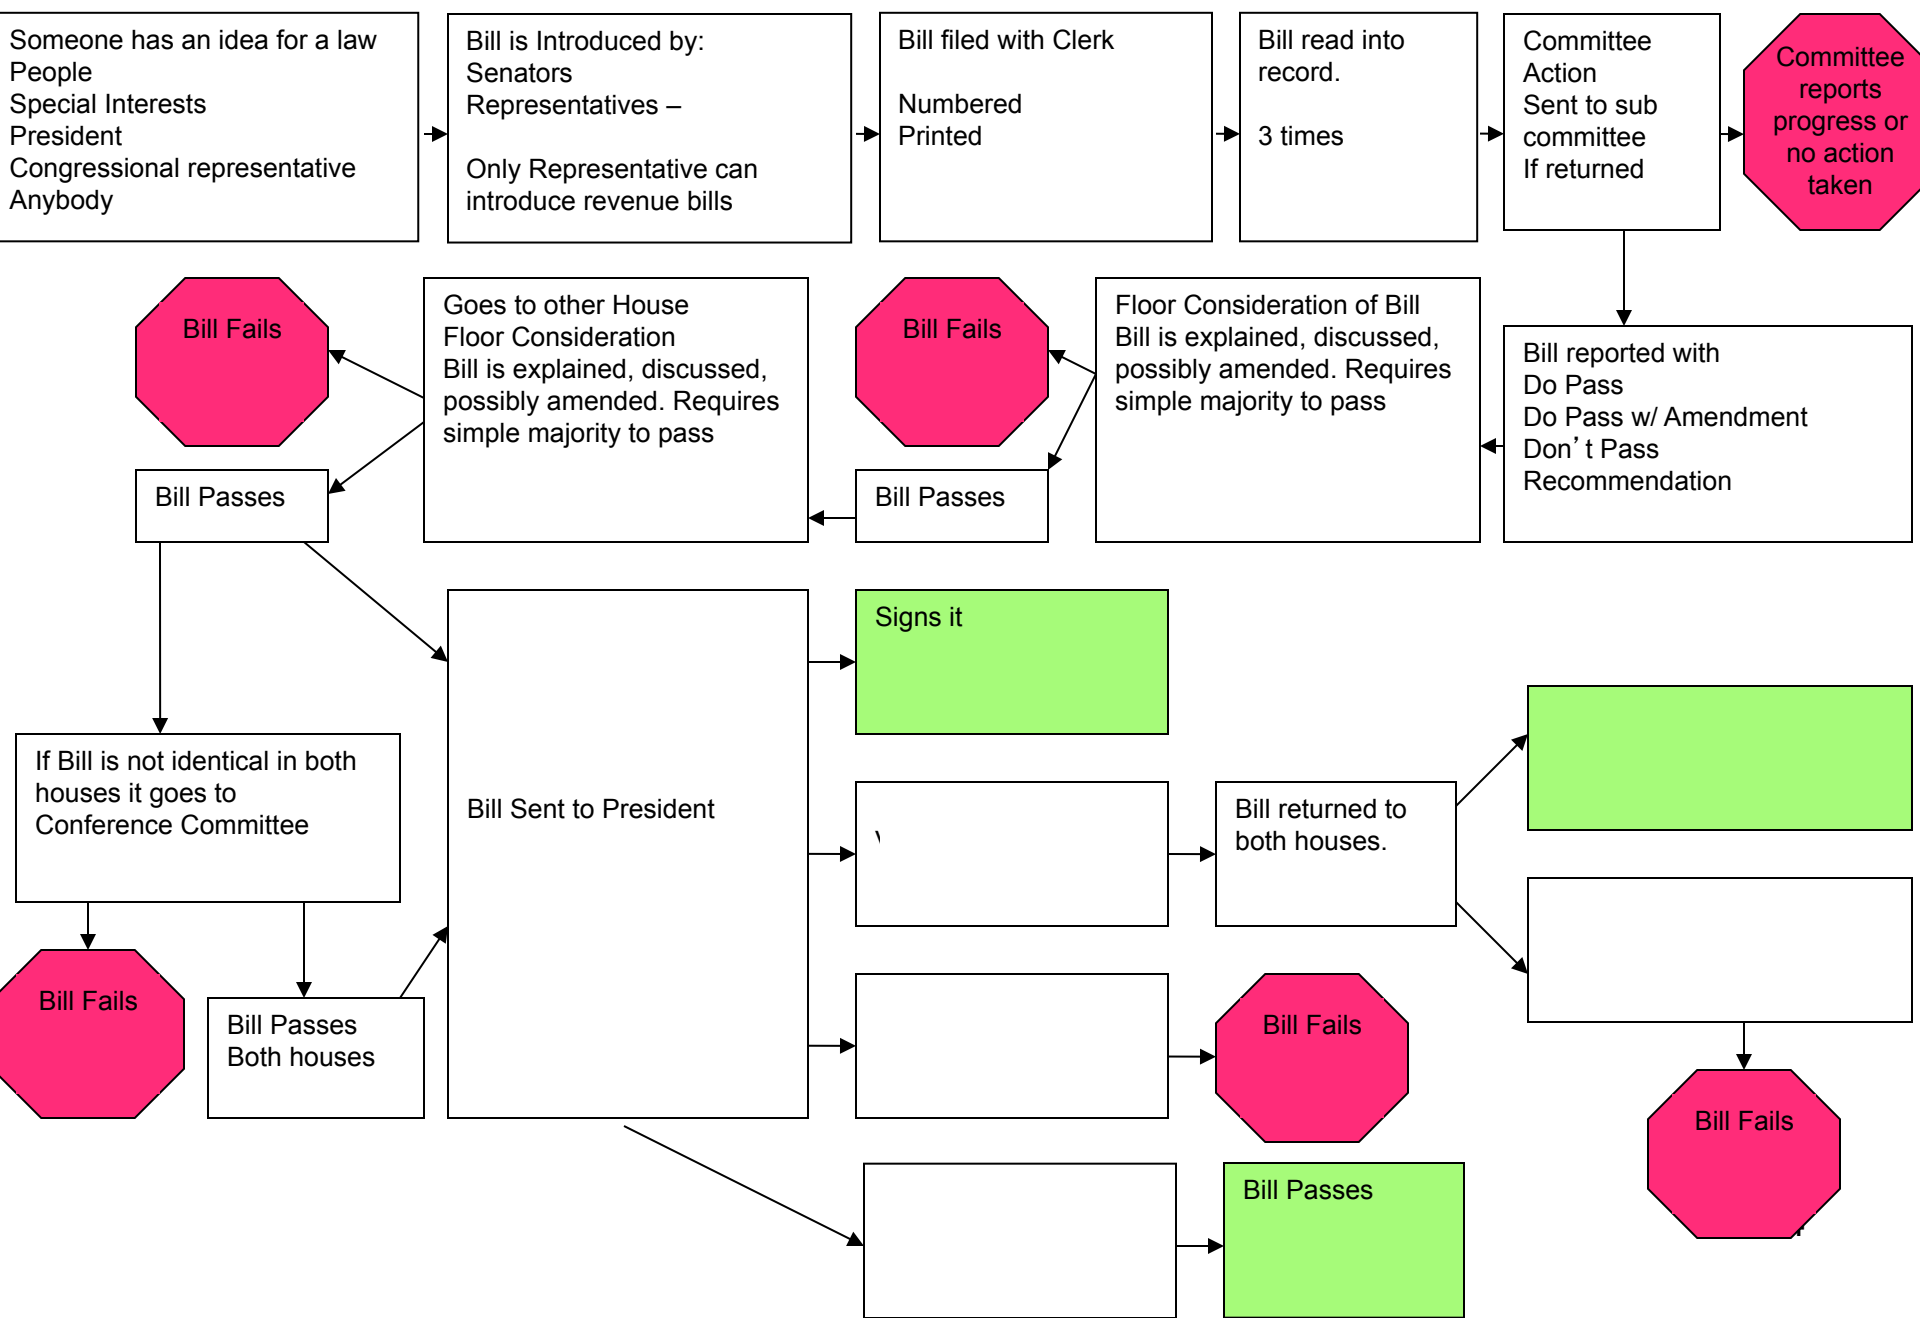 Someone has an idea for a law
People
Special Interests
President
Congressional representative
Anybody
Bill is Introduced by:
Senators
Representatives –
Only Representative can
introduce revenue bills
Bill filed with Clerk
Numbered
Printed
Bill read into
record.
3 times
Committee
Action
Sent to sub
committee
If returned
Committee
reports
progress or
no action
taken
Bill Fails
Goes to other House
Floor Consideration
Bill is explained, discussed,
possibly amended. Requires
simple majority to pass
Bill Fails
Floor Consideration of Bill
Bill is explained, discussed,
possibly amended. Requires
simple majority to pass
Bill reported with
Do Pass
Do Pass w/ Amendment
Don’t Pass
Recommendation
Bill Passes
Bill Passes
Bill Sent to President
Signs it
If Bill is not identical in both
houses it goes to
Conference Committee
Bill returned to
both houses.
Bill Fails
Bill Passes
Both houses
Bill Fails
Bill Fails
Bill Passes